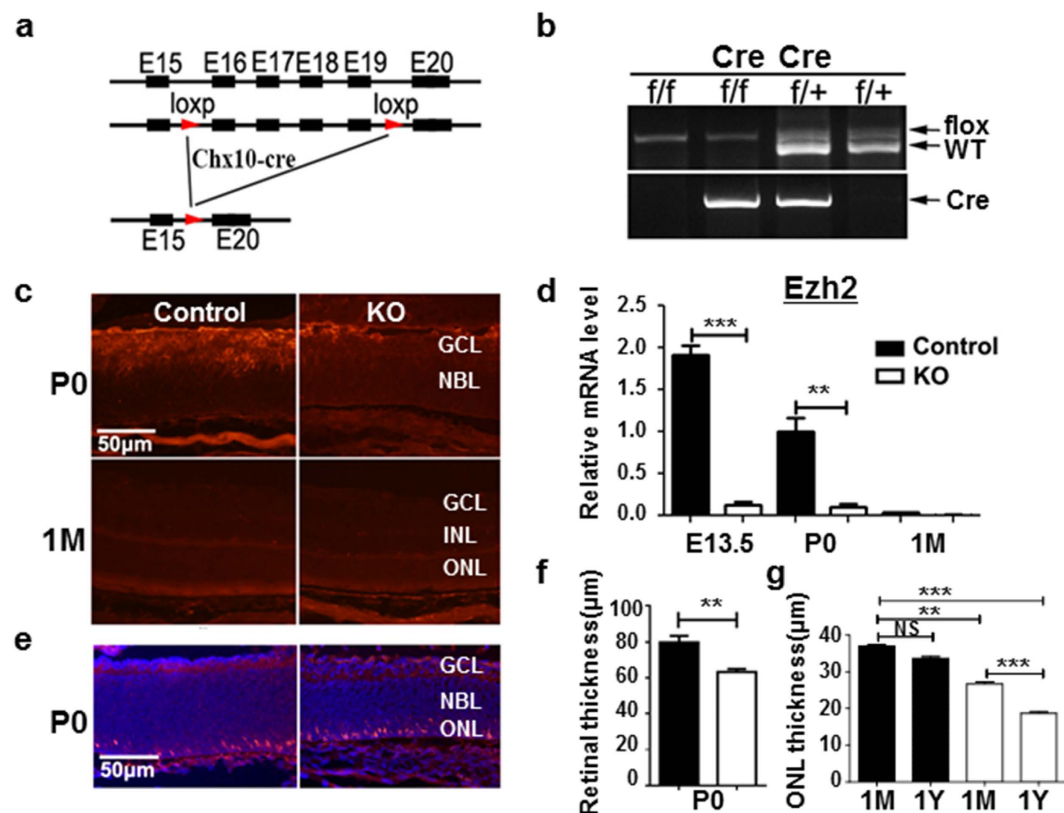 a
E15 E16 E17 E18 E19 E20
loxp loxp
Chx10-cre
E15 E20
b
Cre Cre
f/f f/f f/+ f/+
flox
WT
Cre
c
Control KO
P0
GCL
NBL
50μm
1M
GCL
INL
ONL
d
Ezh2
Relative mRNA level
2.5
2.0
1.5
1.0
0.5
0.0
***
**
Control
KO
E13.5 P0 1M
e
P0
GCL
NBL
ONL
50μm
f
Retinal thickness(μm)
80
60
40
20
0
**
P0
g
ONL thickness(μm)
40
30
20
10
0
***
**
NS
***
1M 1Y 1M 1Y